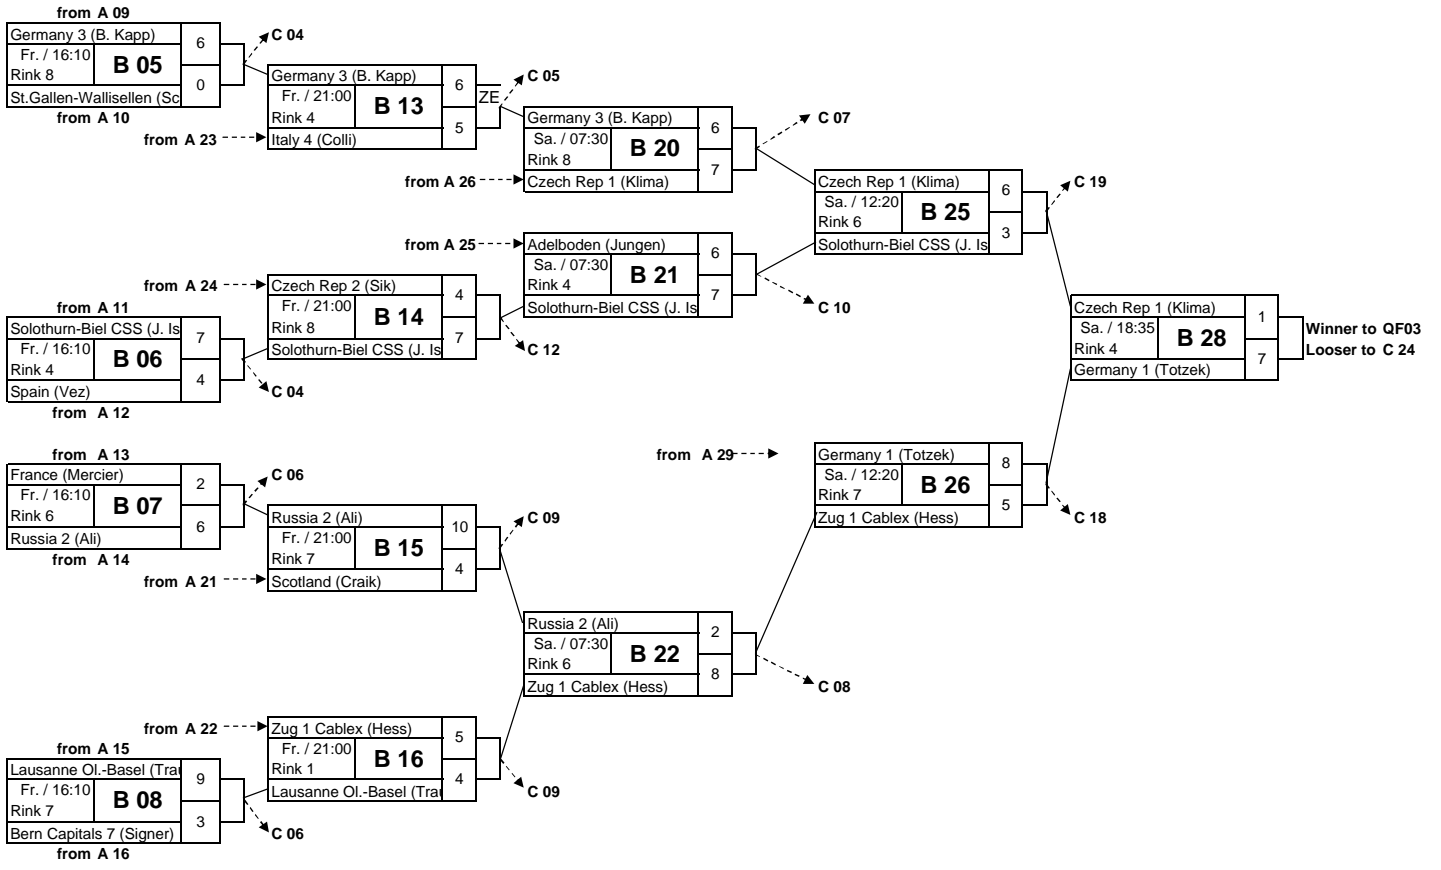 from A 09
Germany 3 (B. Kapp) 6
Fr. / 16:10
Rink 8
B 05
St.Gallen-Wallisellen (Sc 0
from A 10
C 04
Germany 3 (B. Kapp) 6
Fr. / 21:00
Rink 4
B 13
ZE
Italy 4 (Colli) 5
from A 23
C 05
Germany 3 (B. Kapp) 6
Sa. / 07:30
Rink 8
B 20
Czech Rep 1 (Klima) 7
from A 26
C 07
Czech Rep 1 (Klima) 6
Sa. / 12:20
Rink 6
B 25
Solothurn-Biel CSS (J. Is 3
C 19
from A 25
Adelboden (Jungen) 6
Sa. / 07:30
Rink 4
B 21
Solothurn-Biel CSS (J. Is 7
C 10
from A 24
Czech Rep 2 (Sik) 4
Fr. / 21:00
Rink 8
B 14
Solothurn-Biel CSS (J. Is 7
C 12
from A 11
Solothurn-Biel CSS (J. Is 7
Fr. / 16:10
Rink 4
B 06
Spain (Vez) 4
from A 12
C 04
Czech Rep 1 (Klima) 1
Sa. / 18:35
Rink 4
B 28
Germany 1 (Totzek) 7
Winner to QF03
Looser to C 24
from A 13
France (Mercier) 2
Fr. / 16:10
Rink 6
B 07
Russia 2 (Ali) 6
from A 14
C 06
Russia 2 (Ali) 10
Fr. / 21:00
Rink 7
B 15
Scotland (Craik) 4
from A 21
C 09
from A 29
Germany 1 (Totzek) 8
Sa. / 12:20
Rink 7
B 26
Zug 1 Cablex (Hess) 5
C 18
Russia 2 (Ali) 2
Sa. / 07:30
Rink 6
B 22
Zug 1 Cablex (Hess) 8
C 08
from A 22
Zug 1 Cablex (Hess) 5
Fr. / 21:00
Rink 1
B 16
Lausanne Ol.-Basel (Trau 4
C 09
from A 15
Lausanne Ol.-Basel (Trau 9
Fr. / 16:10
Rink 7
B 08
Bern Capitals 7 (Signer) 3
from A 16
C 06